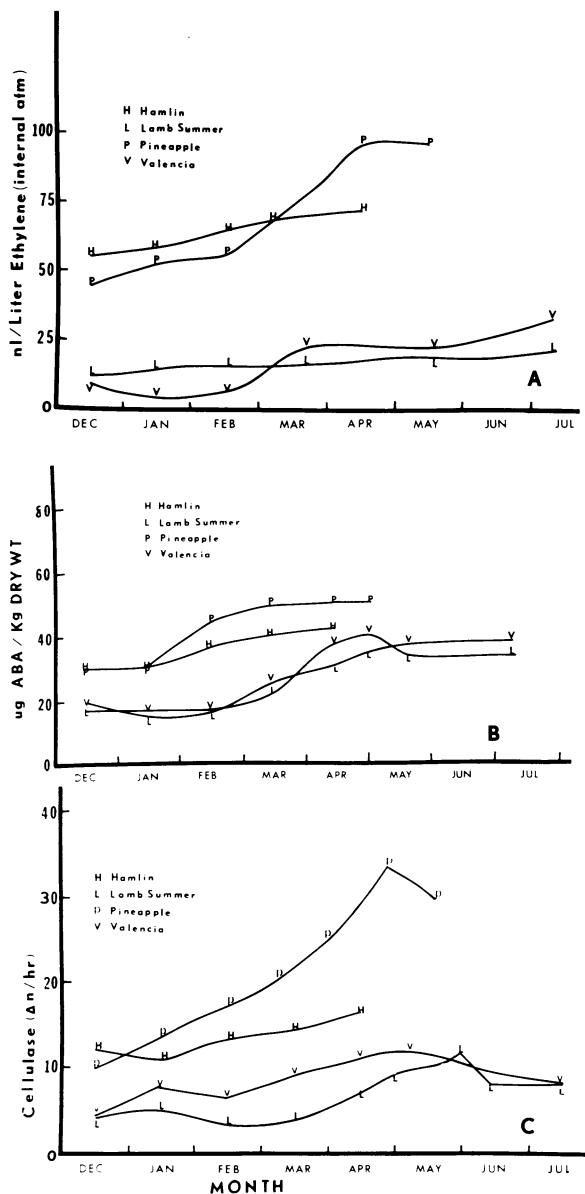 nl/Liter Ethylene (internal atm)
100
75
50
25
0
H Hamlin
L Lamb Summer
P Pineapple
V Valencia
H H H H H
P P P P P
L L L L L L
V V V V V V
A
DEC JAN FEB MAR APR MAY JUN JUL
ug ABA / Kg DRY WT
80
60
40
20
0
H Hamlin
L Lamb Summer
P Pineapple
V Valencia
B
DEC JAN FEB MAR APR MAY JUN JUL
Cellulase (Δn/hr)
40
30
20
10
0
H Hamlin
L Lamb Summer
P Pineapple
V Valencia
C
DEC JAN FEB MAR APR MAY JUN JUL
MONTH